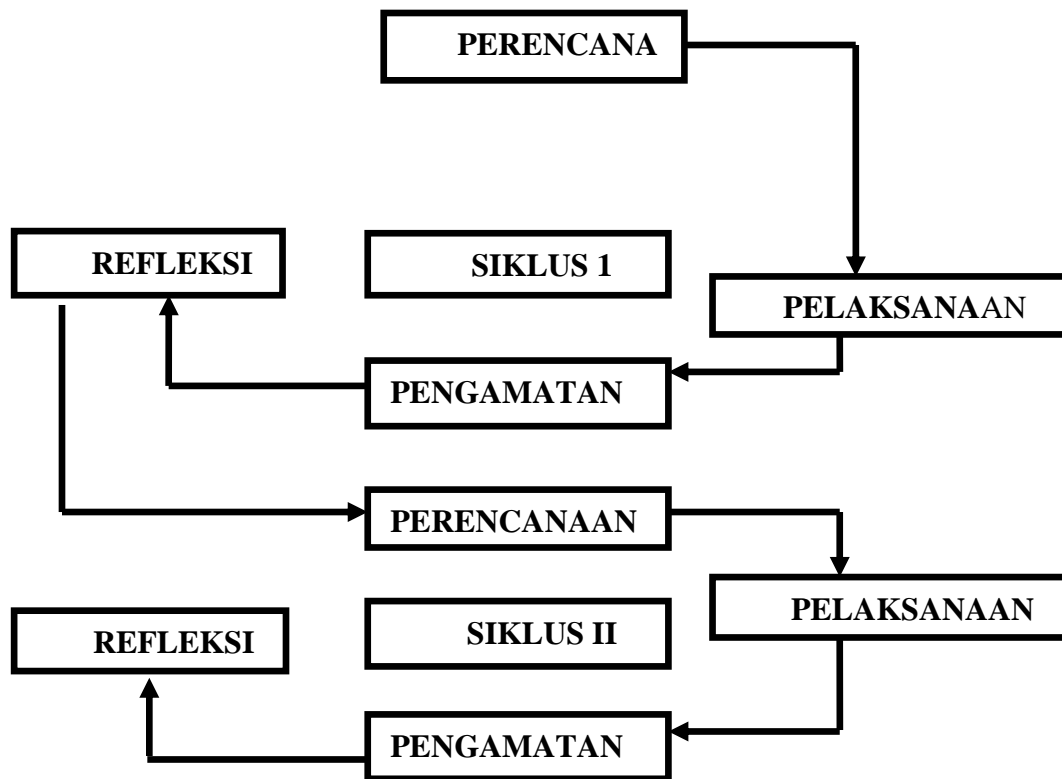 PERENCANA
REFLEKSI
SIKLUS 1
PELAKSANAAN
PENGAMATAN
PERENCANAAN
PELAKSANAAN
REFLEKSI
SIKLUS II
PENGAMATAN